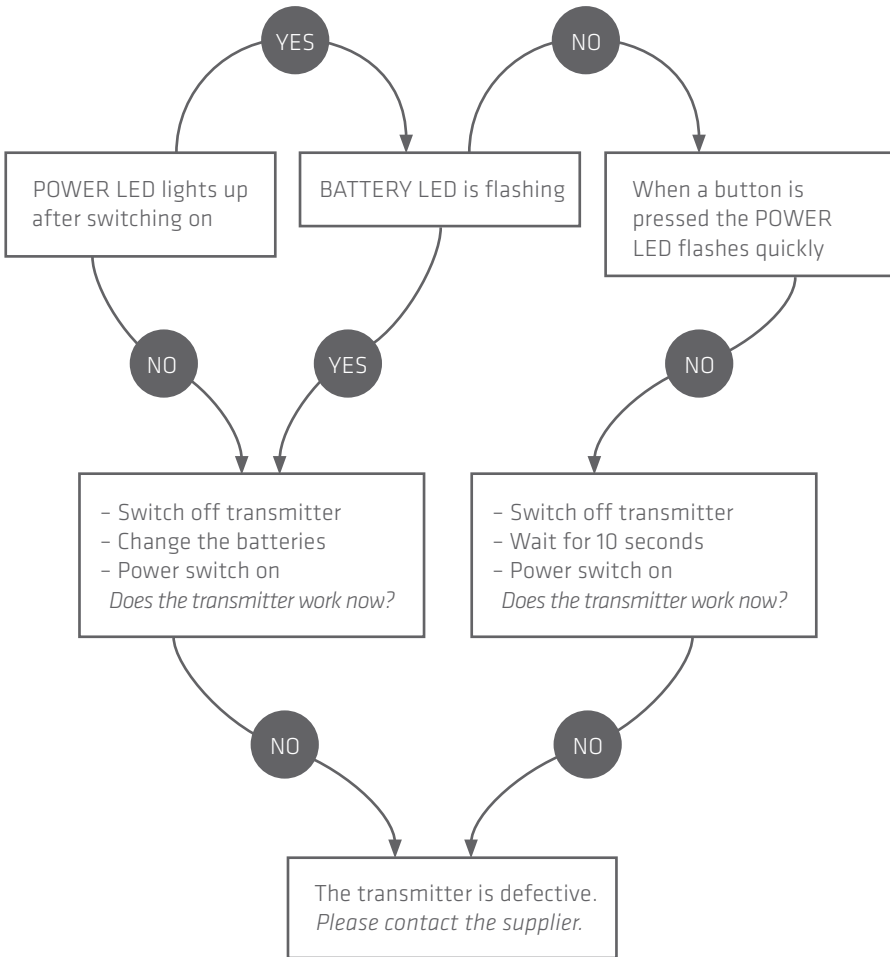 YES
NO
POWER LED lights up
after switching on
BATTERY LED is flashing
When a button is
pressed the POWER
LED flashes quickly
NO
YES
NO
– Switch off transmitter
– Change the batteries
– Power switch on
Does the transmitter work now?
– Switch off transmitter
– Wait for 10 seconds
– Power switch on
Does the transmitter work now?
NO
NO
The transmitter is defective.
Please contact the supplier.